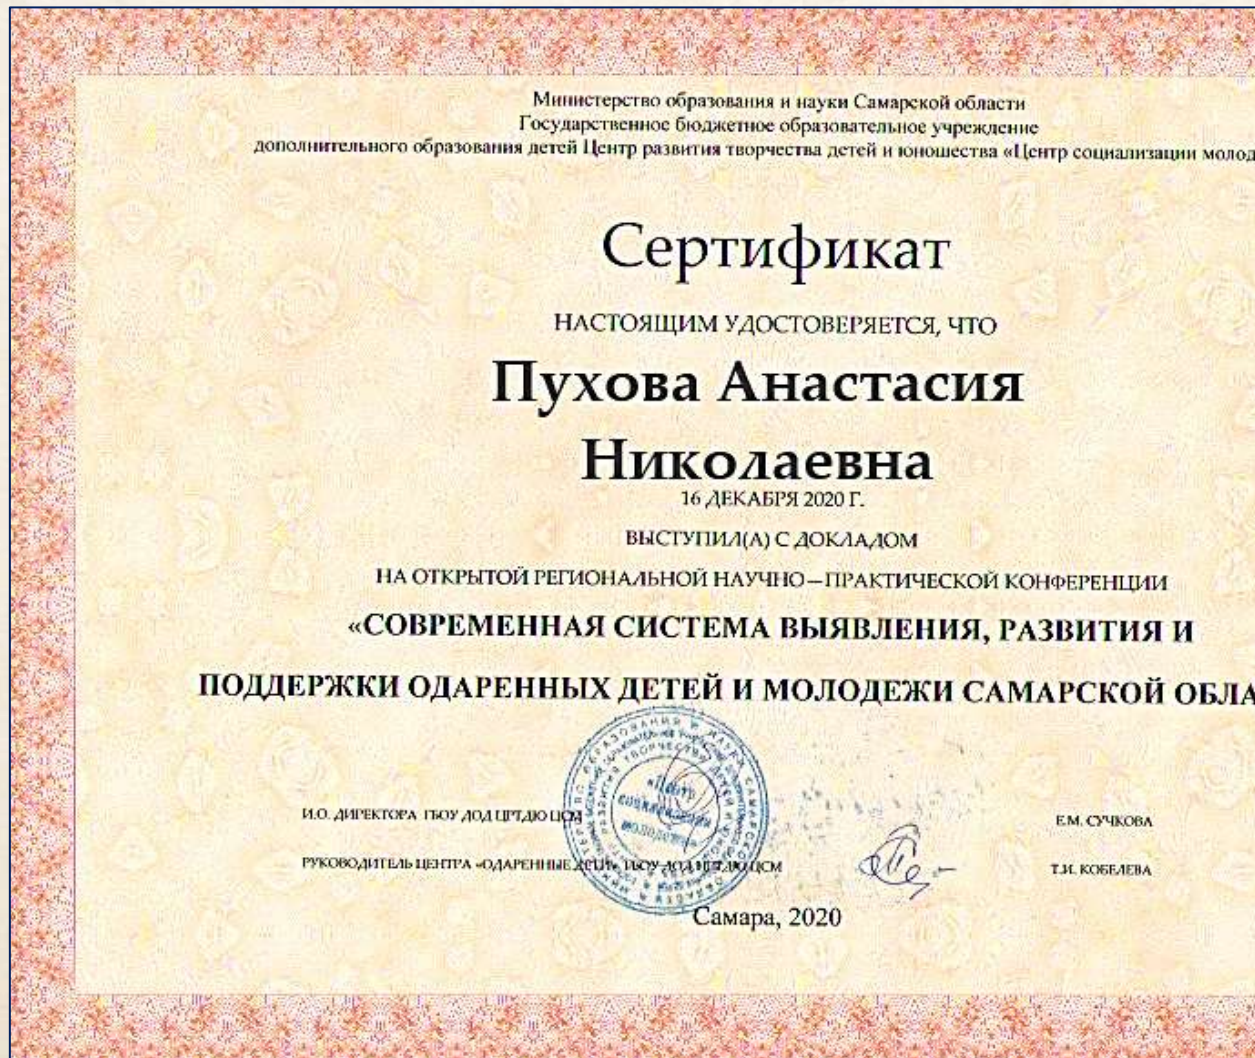 Министерство образования и науки Самарской области
Государственное бюджетное образовательное учреждение
дополнительного образования детей Центр развития творчества детей и юношества «Центр социализации молод
Сертификат
НАСТОЯЩИМ УДОСТОВЕРЯЕТСЯ, ЧТО
Пухова Анастасия
Николаевна
16 ДЕКАБРЯ 2020 Г.
ВЫСТУПИЛ(А) С ДОКЛАДОМ
НА ОТКРЫТОЙ РЕГИОНАЛЬНОЙ НАУЧНО—ПРАКТИЧЕСКОЙ КОНФЕРЕНЦИИ
«СОВРЕМЕННАЯ СИСТЕМА ВЫЯВЛЕНИЯ, РАЗВИТИЯ И
ПОДДЕРЖКИ ОДАРЕННЫХ ДЕТЕЙ И МОЛОДЕЖИ САМАРСКОЙ ОБЛА
«Центр
социализации
молодежи»
И.О. ДИРЕКТОРА ГБОУ ДОД ЦРТДЮ ЦСМ Е.М. СУЧКОВА
РУКОВОДИТЕЛЬ ЦЕНТРА «ОДАРЕННЫЕ ДЕТИ» ГБОУ ДОД ЦРТДЮ ЦСМ Т.И. КОБЕЛЕВА
Самара, 2020